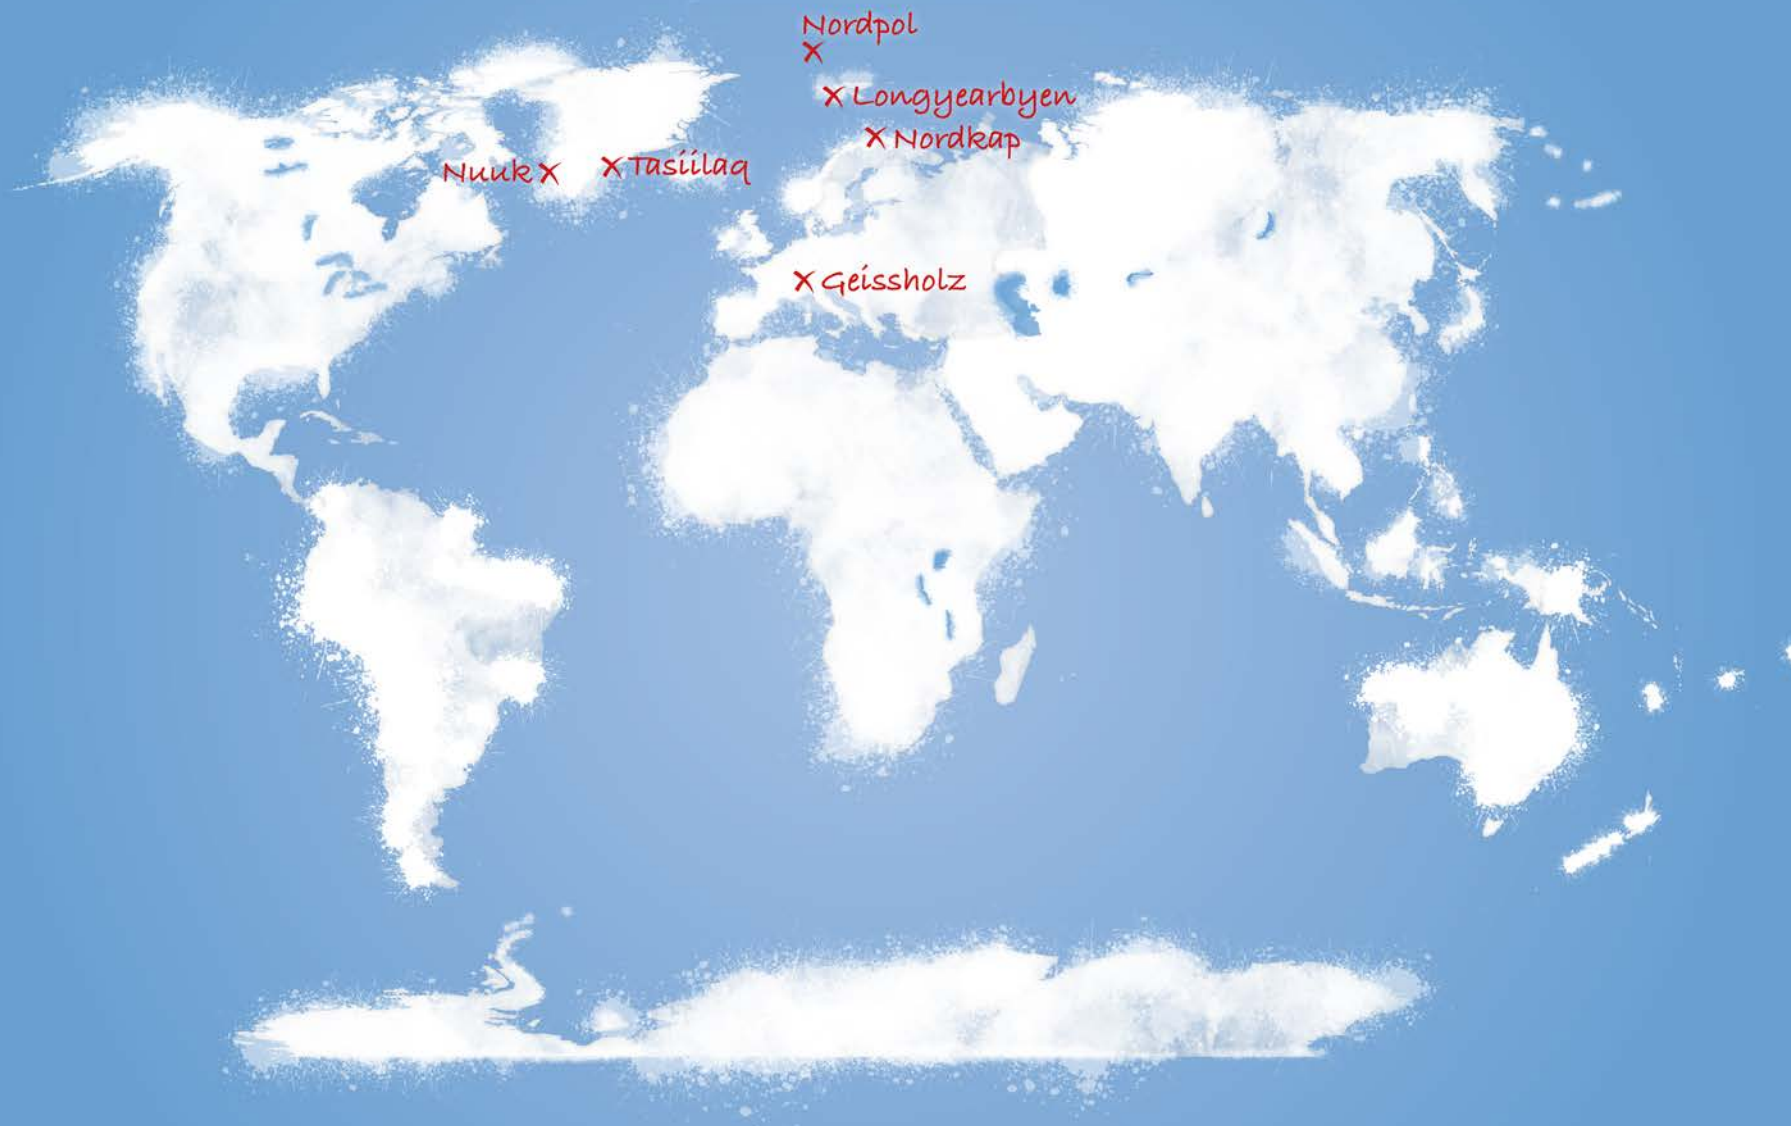 Nordpol
Longyearbyen
Nordkap
Nuuk
Tasiilaq
Geissholz